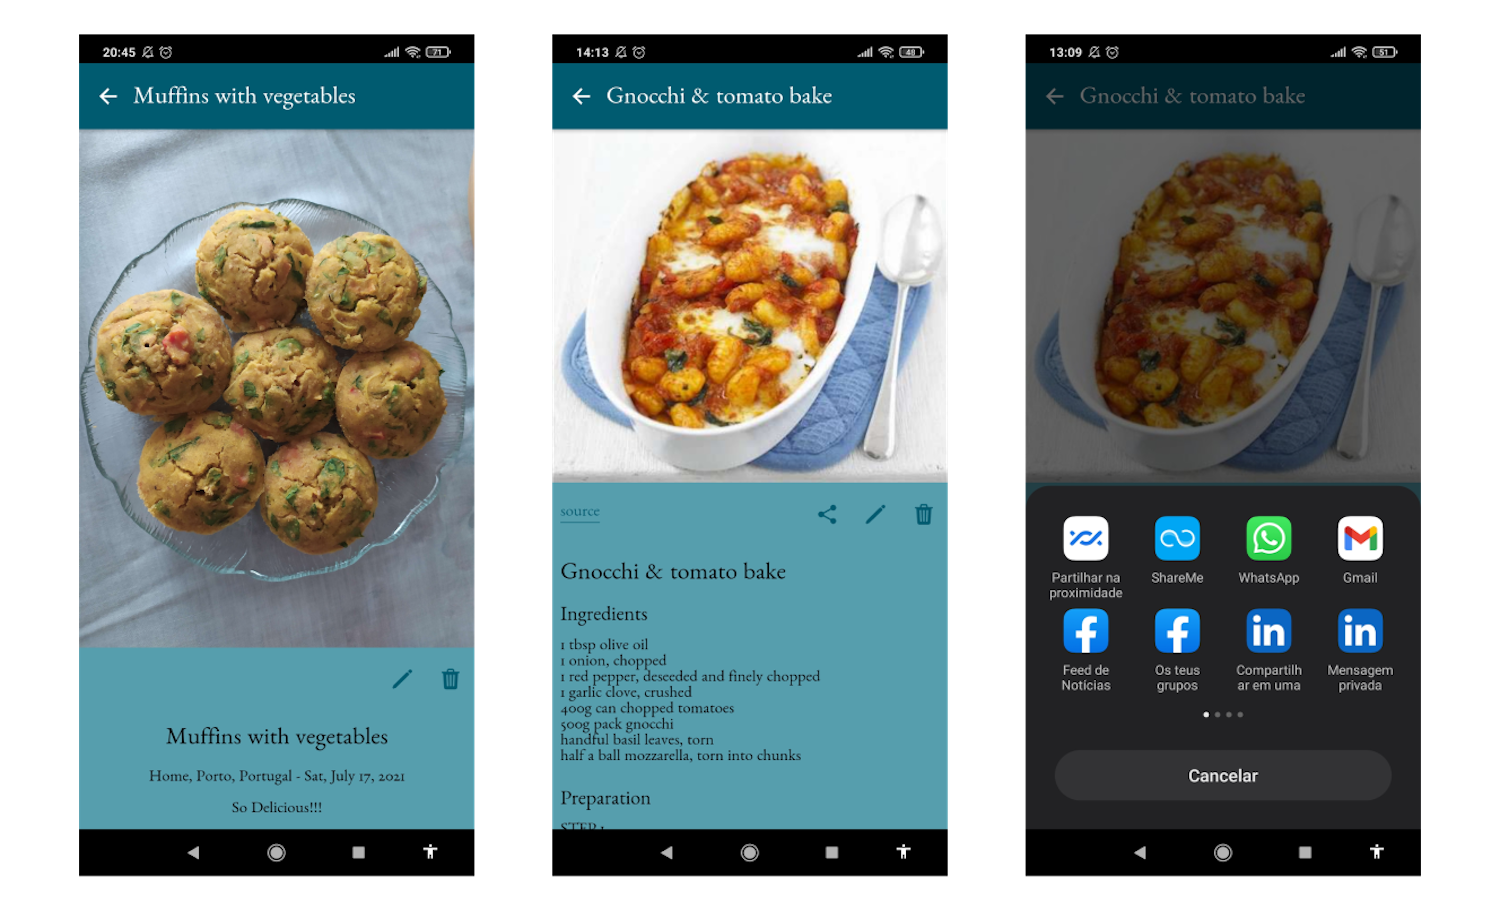 20:45
71
Muffins with vegetables
Muffins with vegetables
Home, Porto, Portugal - Sat, July 17, 2021
So Delicious!!!
14:13
48
Gnocchi & tomato bake
source
Gnocchi & tomato bake
Ingredients
1 tbsp olive oil
1 onion, chopped
1 red pepper, deseeded and finely chopped
1 garlic clove, crushed
400g can chopped tomatoes
500g pack gnocchi
handful basil leaves, torn
half a ball mozzarella, torn into chunks
Preparation
STEP 1
13:09
51
Gnocchi & tomato bake
Partilhar na
proximidade
ShareMe
WhatsApp
Gmail
Feed de
Notícias
Os teus
grupos
Compartilh
ar em uma
Mensagem
privada
Cancelar